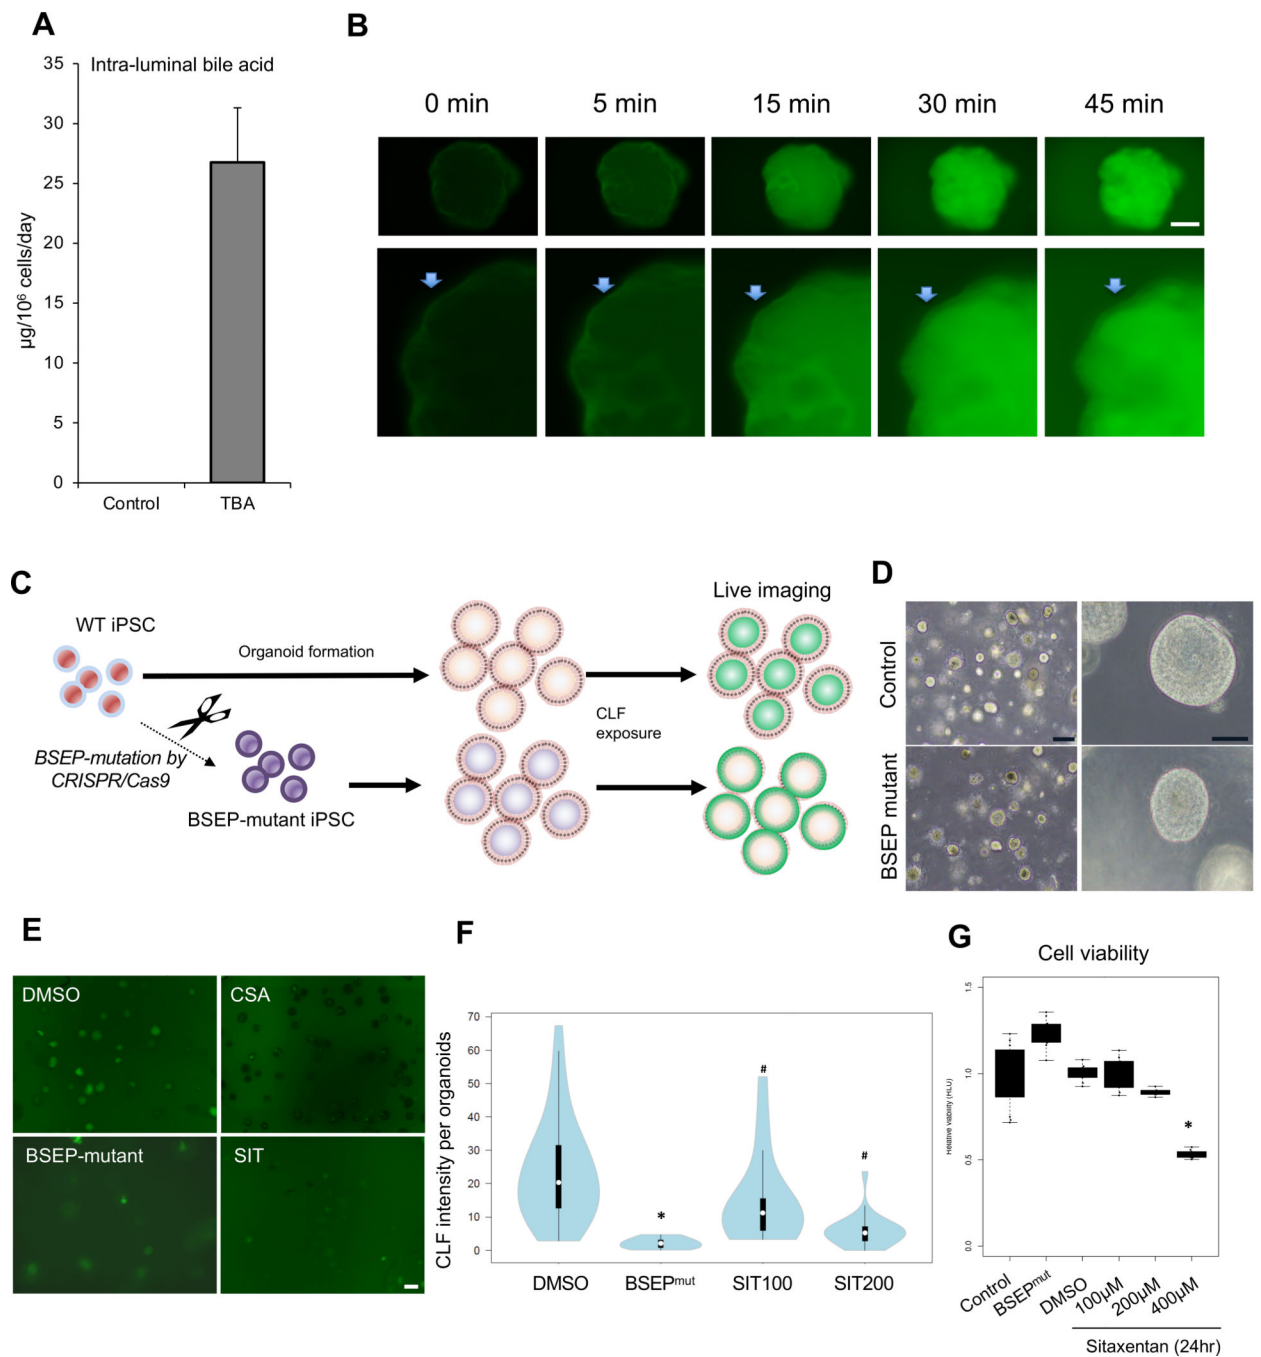 A
Intra-luminal bile acid
35
30
25
20
15
10
5
0
µg/10⁶ cells/day
Control
TBA
B
0 min
5 min
15 min
30 min
45 min
C
WT iPSC
Organoid formation
BSEP-mutation by
CRISPR/Cas9
BSEP-mutant iPSC
CLF
exposure
Live imaging
D
Control
BSEP mutant
E
DMSO
CSA
BSEP-mutant
SIT
F
CLF intensity per organoids
70
60
50
40
30
20
10
0
*
#
#
DMSO
BSEPᵐᵘᵗ
SIT100
SIT200
G
Cell viability
Relative viability (RLU)
1.5
1.0
0.5
0.0
*
Control
BSEPᵐᵘᵗ
DMSO
100µM
200µM
400µM
Sitaxentan (24hr)